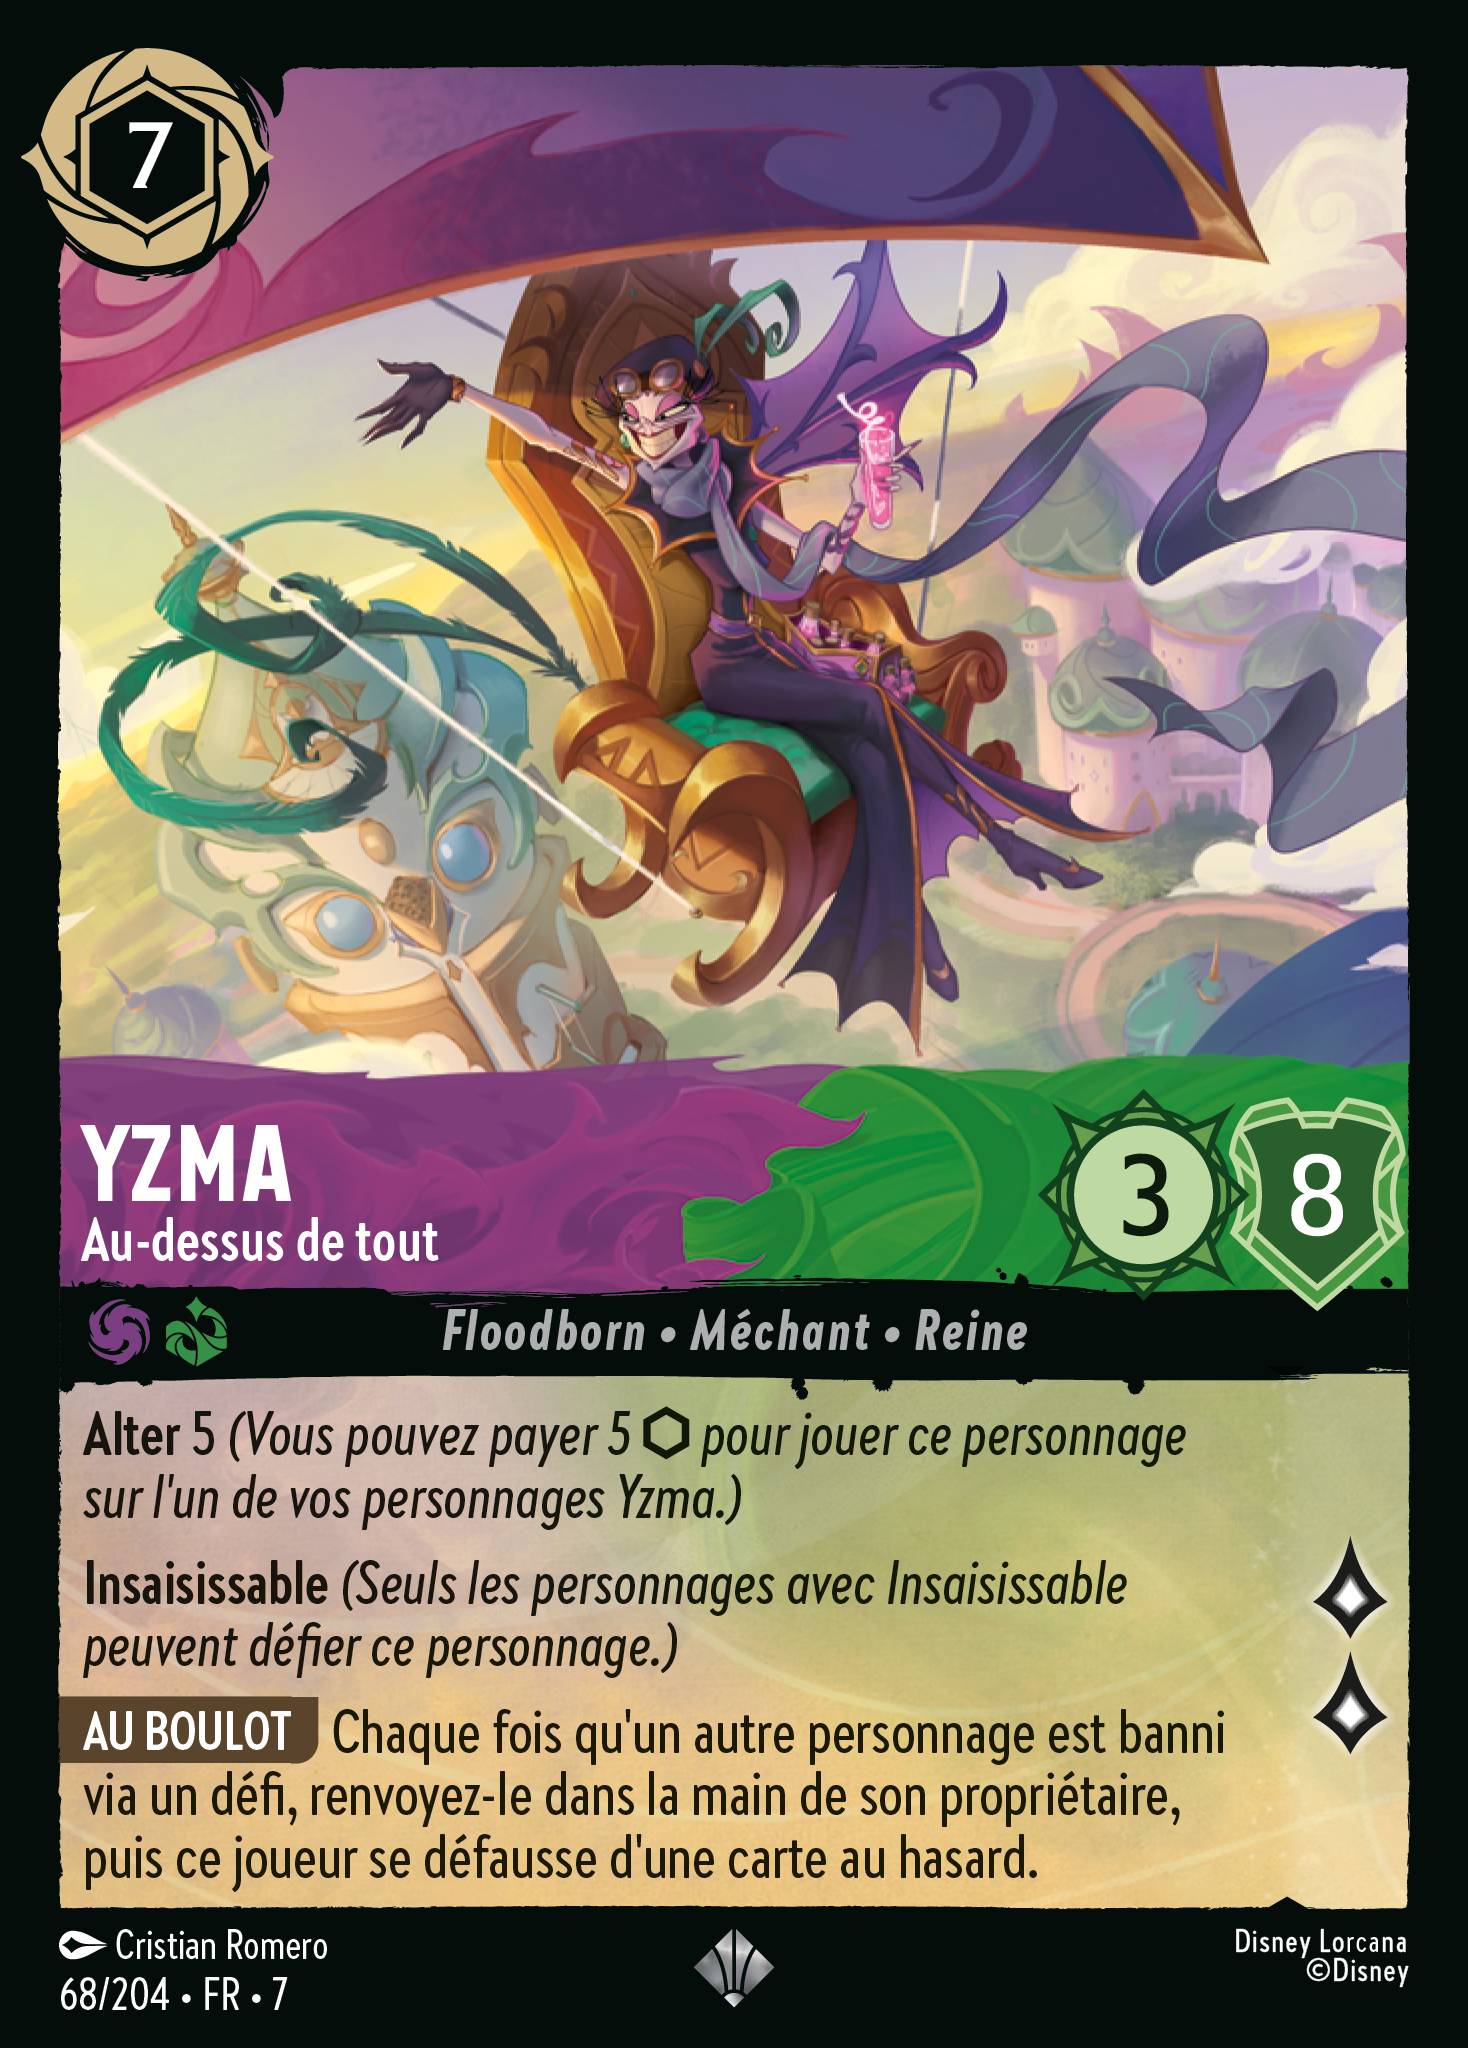 7
YZMA
Au-dessus de tout
3 8
Floodborn • Méchant • Reine
Alter 5 (Vous pouvez payer 5 ⬡ pour jouer ce personnage
sur l'un de vos personnages Yzma.)
Insaisissable (Seuls les personnages avec Insaisissable
peuvent défier ce personnage.)
AU BOULOT Chaque fois qu'un autre personnage est banni
via un défi, renvoyez-le dans la main de son propriétaire,
puis ce joueur se défausse d'une carte au hasard.
Cristian Romero
68/204 • FR • 7
Disney Lorcana
©Disney